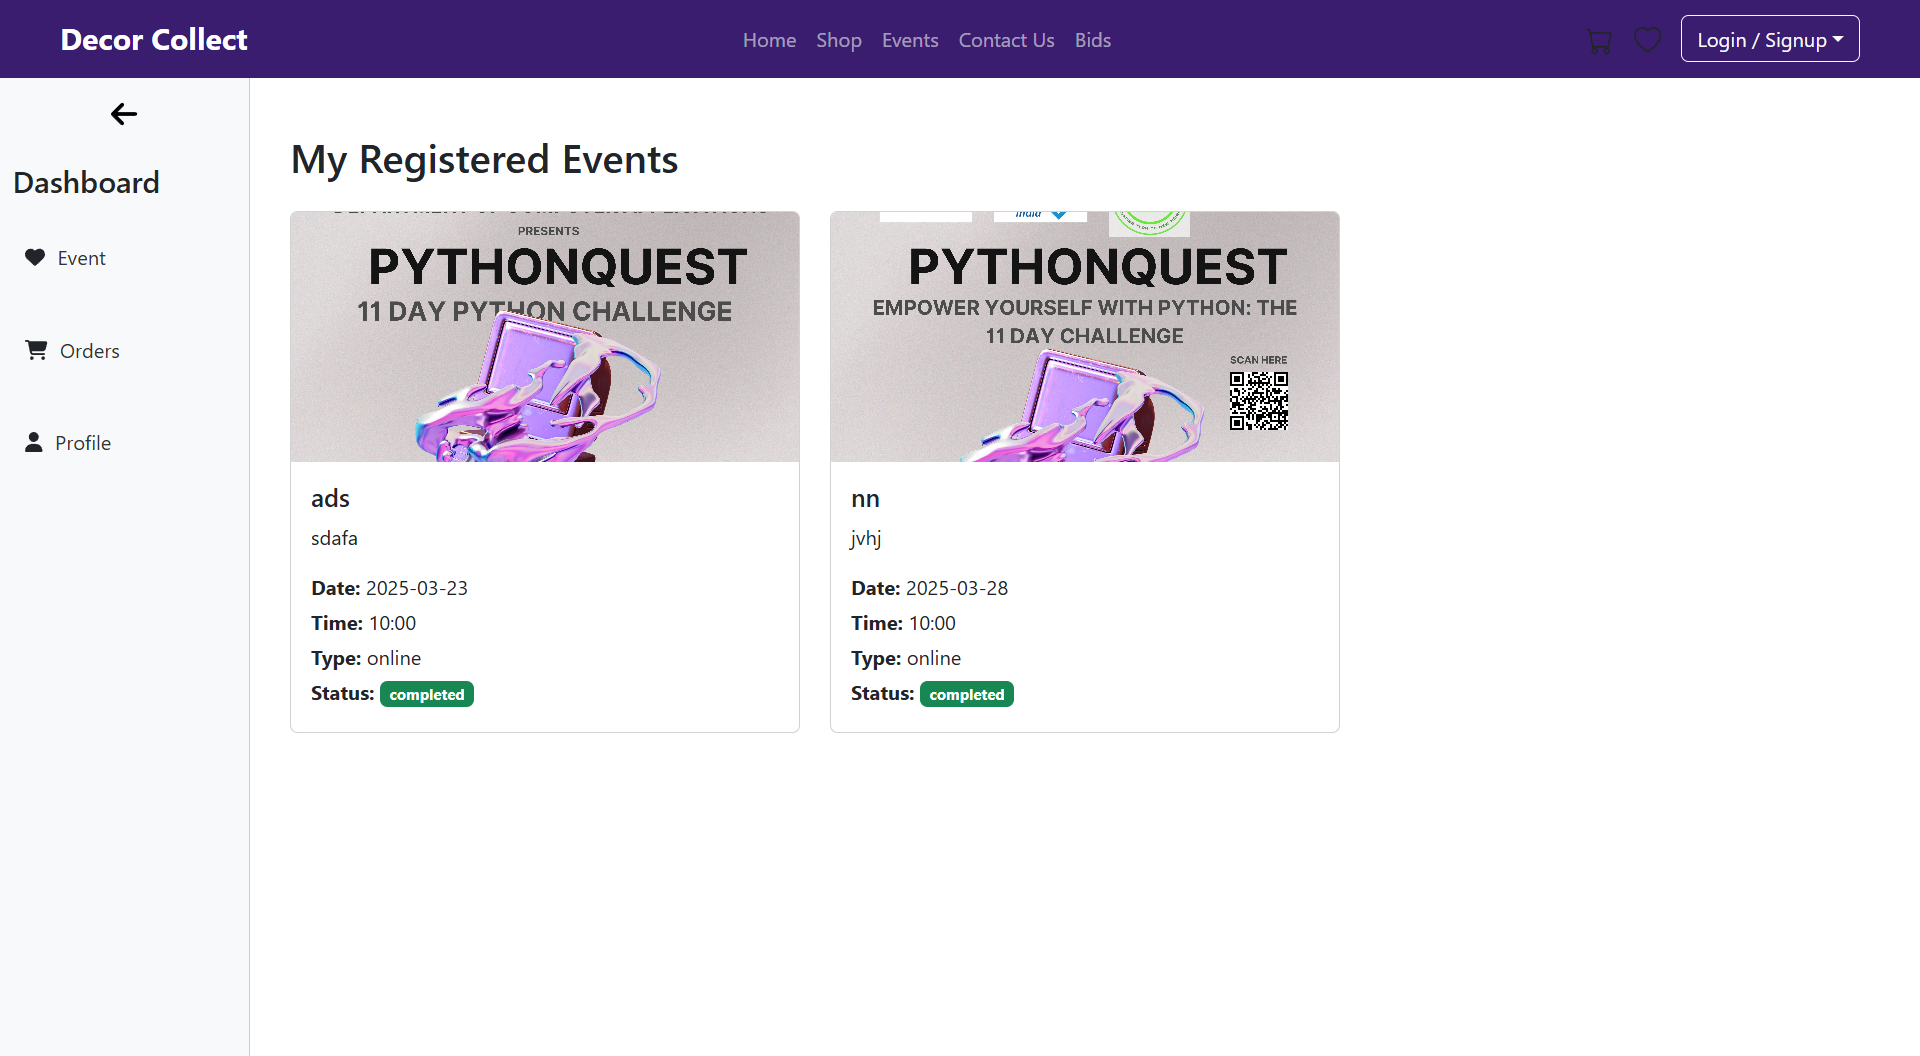 Decor Collect
Home
Shop
Events
Contact Us
Bids
Login / Signup
Dashboard
Event
Orders
Profile
My Registered Events
PRESENTS
PYTHONQUEST
11 DAY PYTHON CHALLENGE
ads
sdafa
Date: 2025-03-23
Time: 10:00
Type: online
Status: completed
india
PYTHONQUEST
EMPOWER YOURSELF WITH PYTHON: THE
11 DAY CHALLENGE
SCAN HERE
nn
jvhj
Date: 2025-03-28
Time: 10:00
Type: online
Status: completed